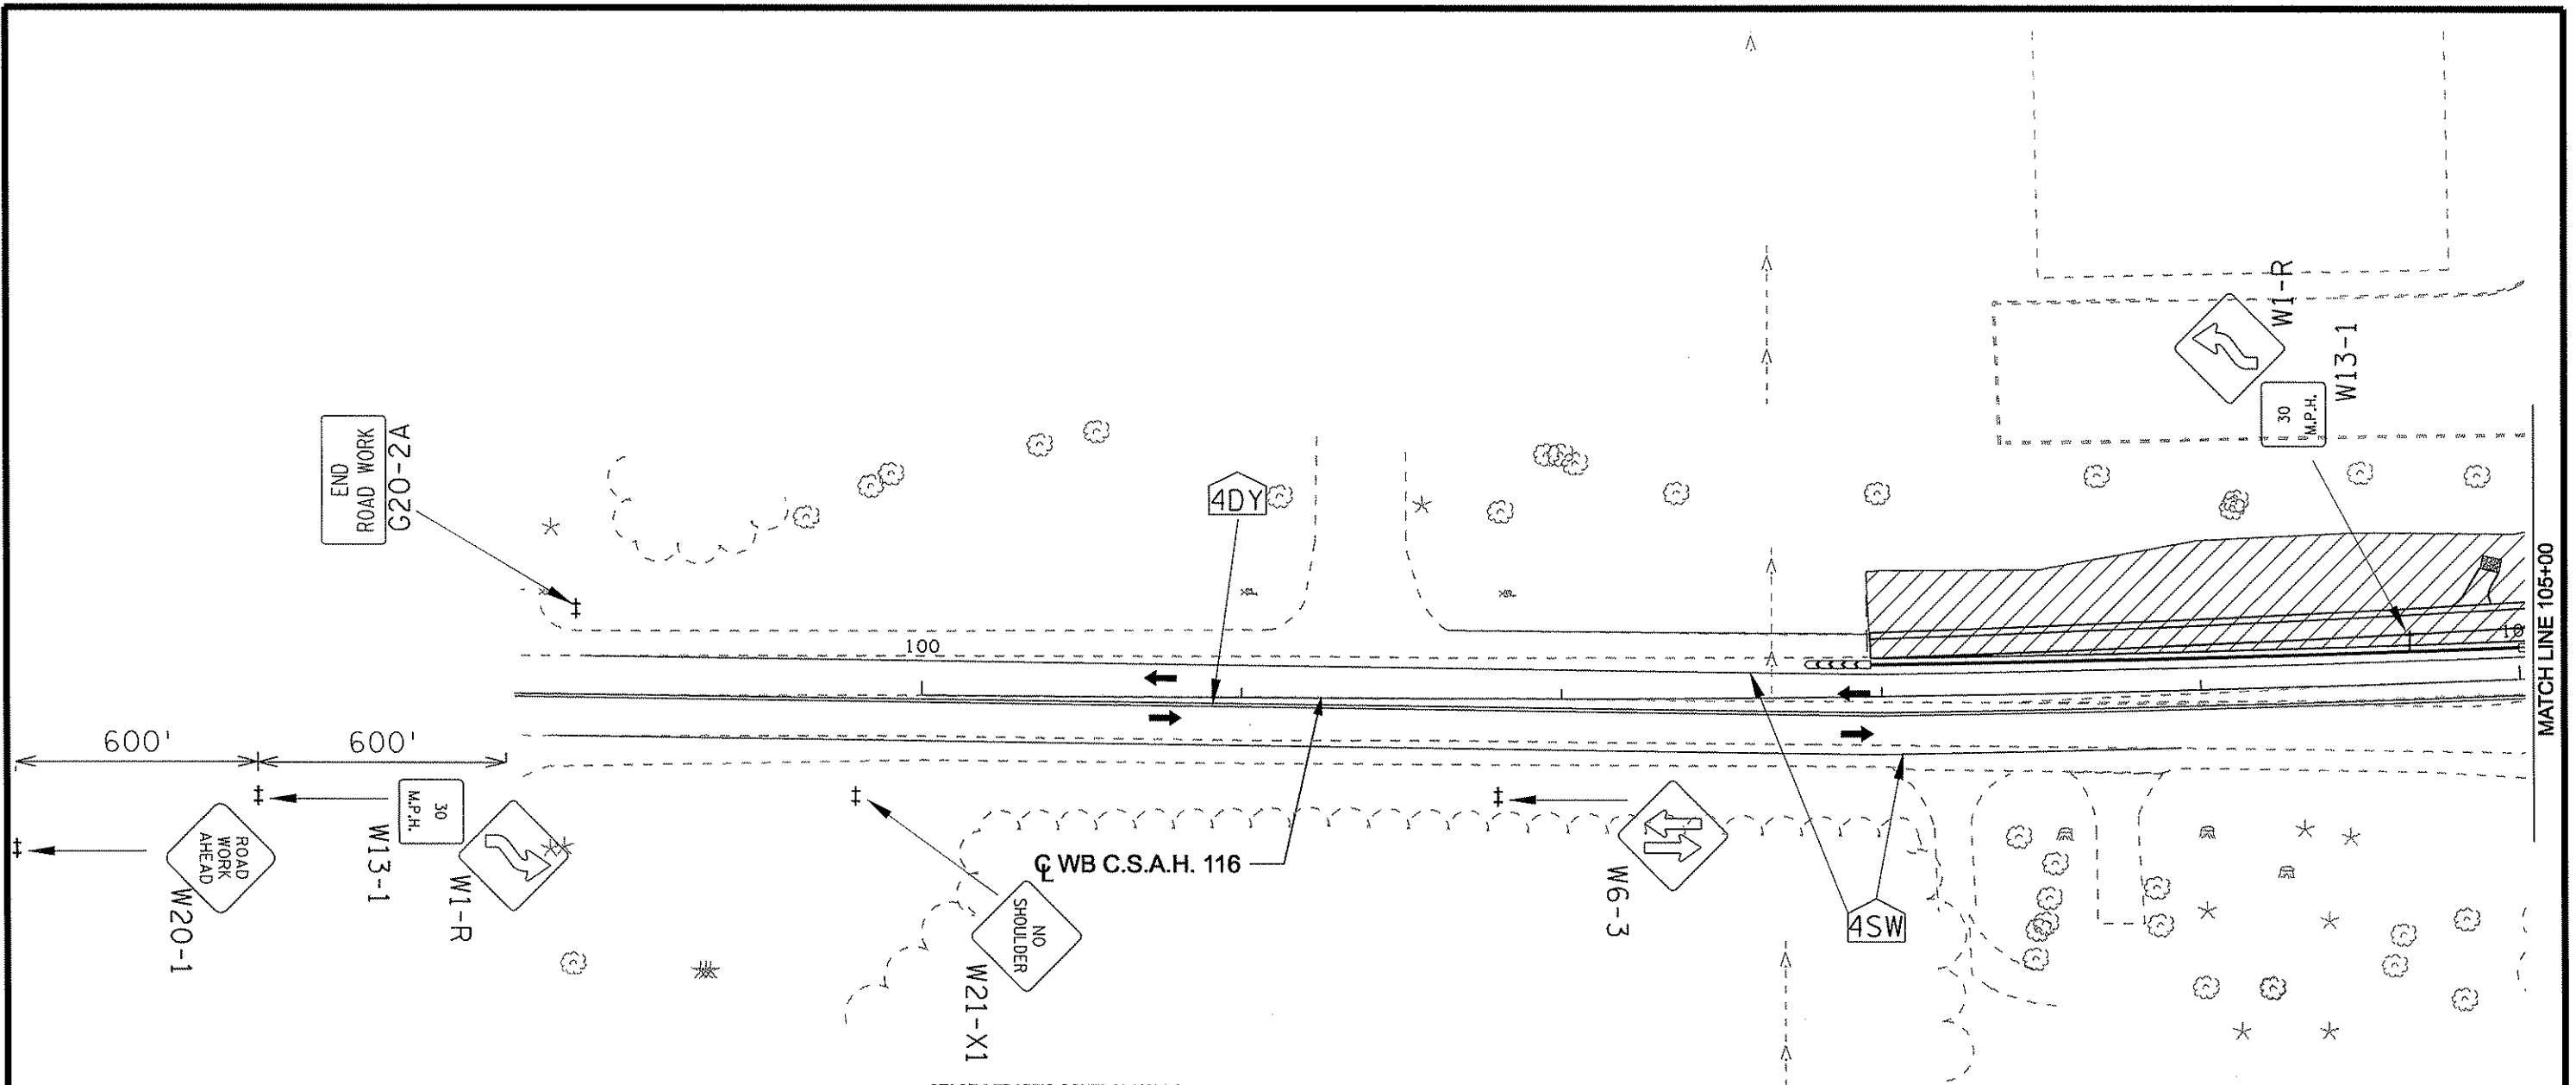 W1-R
W13-1
30
M.P.H.
END
ROAD WORK
G20-2A
4DY
MATCH LINE 105+00
100
10
600'
600'
30
M.P.H.
W13-1
W1-R
ROAD
WORK
AHEAD
W20-1
℄ WB C.S.A.H. 116
NO
SHOULDER
W21-X1
W6-3
4SW